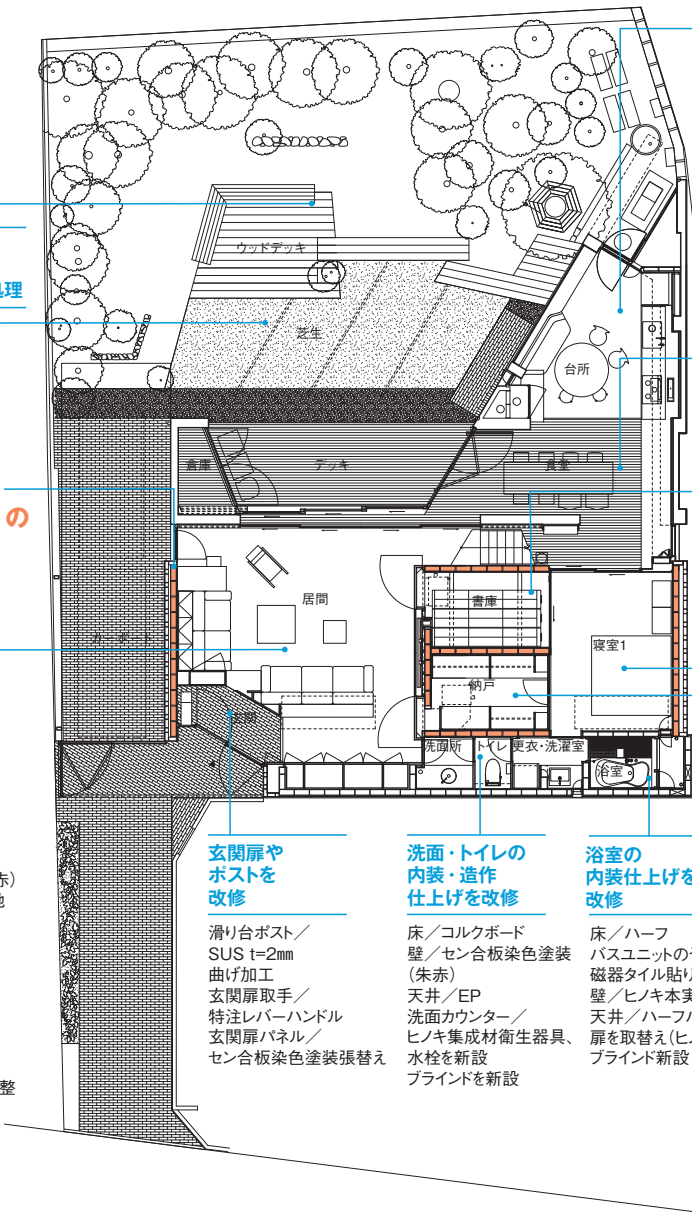 ウッドデッキ
処理
芝生
台所
倉庫
デッキ
食堂
の
居間
書庫
カーポート
寝室1
納戸
玄関
洗面所
トイレ
更衣・洗濯室
浴室
玄関扉や
ポストを
改修
滑り台ポスト／
SUS t=2mm
曲げ加工
玄関扉取手／
特注レバーハンドル
玄関扉パネル／
セン合板染色塗装張替え
洗面・トイレの
内装・造作
仕上げを改修
床／コルクボード
壁／セン合板染色塗装
（朱赤）
天井／EP
洗面カウンター／
ヒノキ集成材衛生器具、
水栓を新設
ブラインドを新設
浴室の
内装仕上げを
改修
床／ハーフ
バスユニットの
磁器タイル貼り
壁／ヒノキ本実
天井／ハーフ
扉を取替え（ヒノ
ブラインド新設
赤）
整